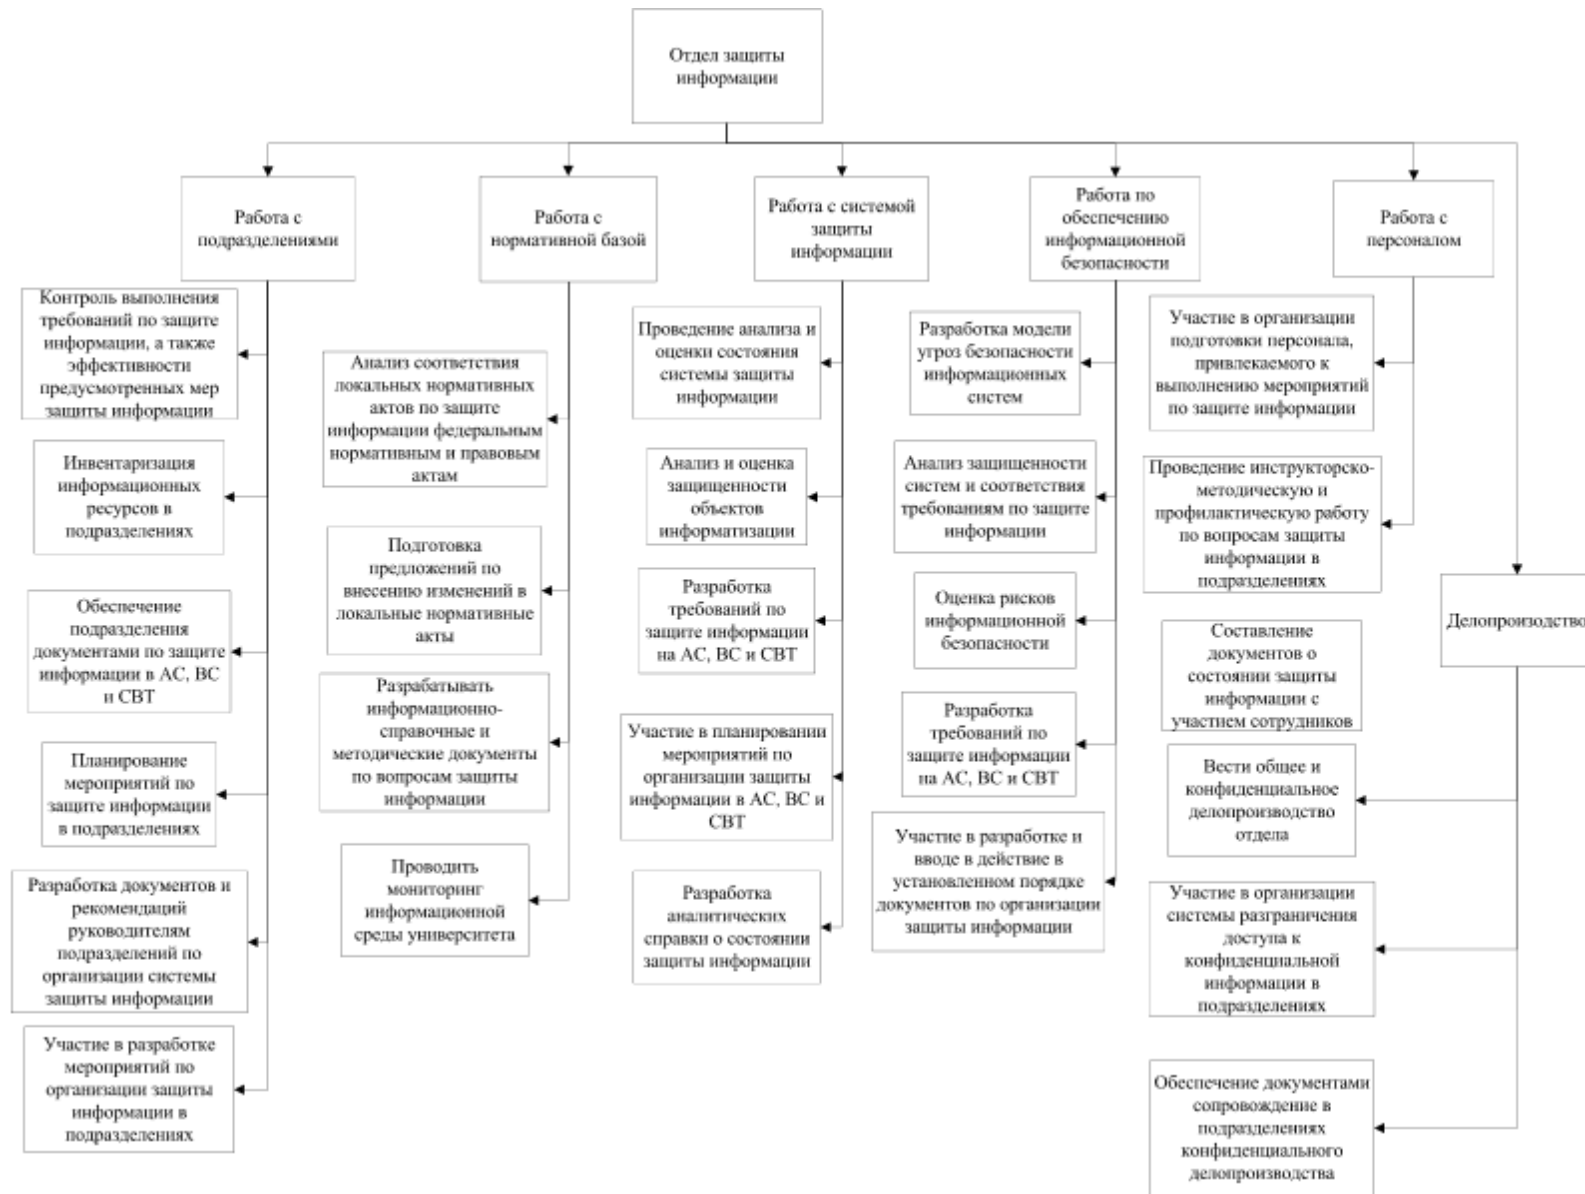 Отдел защиты
информации
Работа с
подразделениями
Контроль выполнения
требований по защите
информации, а также
эффективности
предусмотренных мер
защиты информации
Инвентаризация
информационных
ресурсов в
подразделениях
Обеспечение
подразделения
документами по защите
информации в АС, ВС
и СВТ
Планирование
мероприятий по
защите информации
в подразделениях
Разработка документов и
рекомендаций
руководителям
подразделений по
организации системы
защиты информации
Участие в разработке
мероприятий по
организации защиты
информации в
подразделениях
Работа с
нормативной базой
Анализ соответствия
локальных нормативных
актов по защите
информации федеральным
нормативным и правовым
актам
Подготовка
предложений по
внесению изменений в
локальные нормативные
акты
Разрабатывать
информационно-
справочные и
методические документы
по вопросам защиты
информации
Проводить
мониторинг
информационной
среды университета
Работа с системой
защиты
информации
Проведение анализа и
оценки состояния
системы защиты
информации
Анализ и оценка
защищенности
объектов
информатизации
Разработка
требований по
защите информации
на АС, ВС и СВТ
Участие в планировании
мероприятий по
организации защиты
информации в АС, ВС и
СВТ
Разработка
аналитических
справки о состоянии
защиты информации
Работа по
обеспечению
информационной
безопасности
Разработка модели
угроз безопасности
информационных
систем
Анализ защищенности
систем и соответствия
требованиям по защите
информации
Оценка рисков
информационной
безопасности
Разработка
требований по
защите информации
на АС, ВС и СВТ
Участие в разработке и
вводе в действие в
установленном порядке
документов по организации
защиты информации
Работа с
персоналом
Участие в организации
подготовки персонала,
привлекаемого к
выполнению мероприятий
по защите информации
Проведение инструкторско-
методическую и
профилактическую работу
по вопросам защиты
информации в
подразделениях
Делопроизодство
Составление
документов о
состоянии защиты
информации с
участием сотрудников
Вести общее и
конфиденциальное
делопроизводство
отдела
Участие в организации
системы разграничения
доступа к
конфиденциальной
информации в
подразделениях
Обеспечение документами
сопровождение в
подразделениях
конфиденциального
делопроизводства